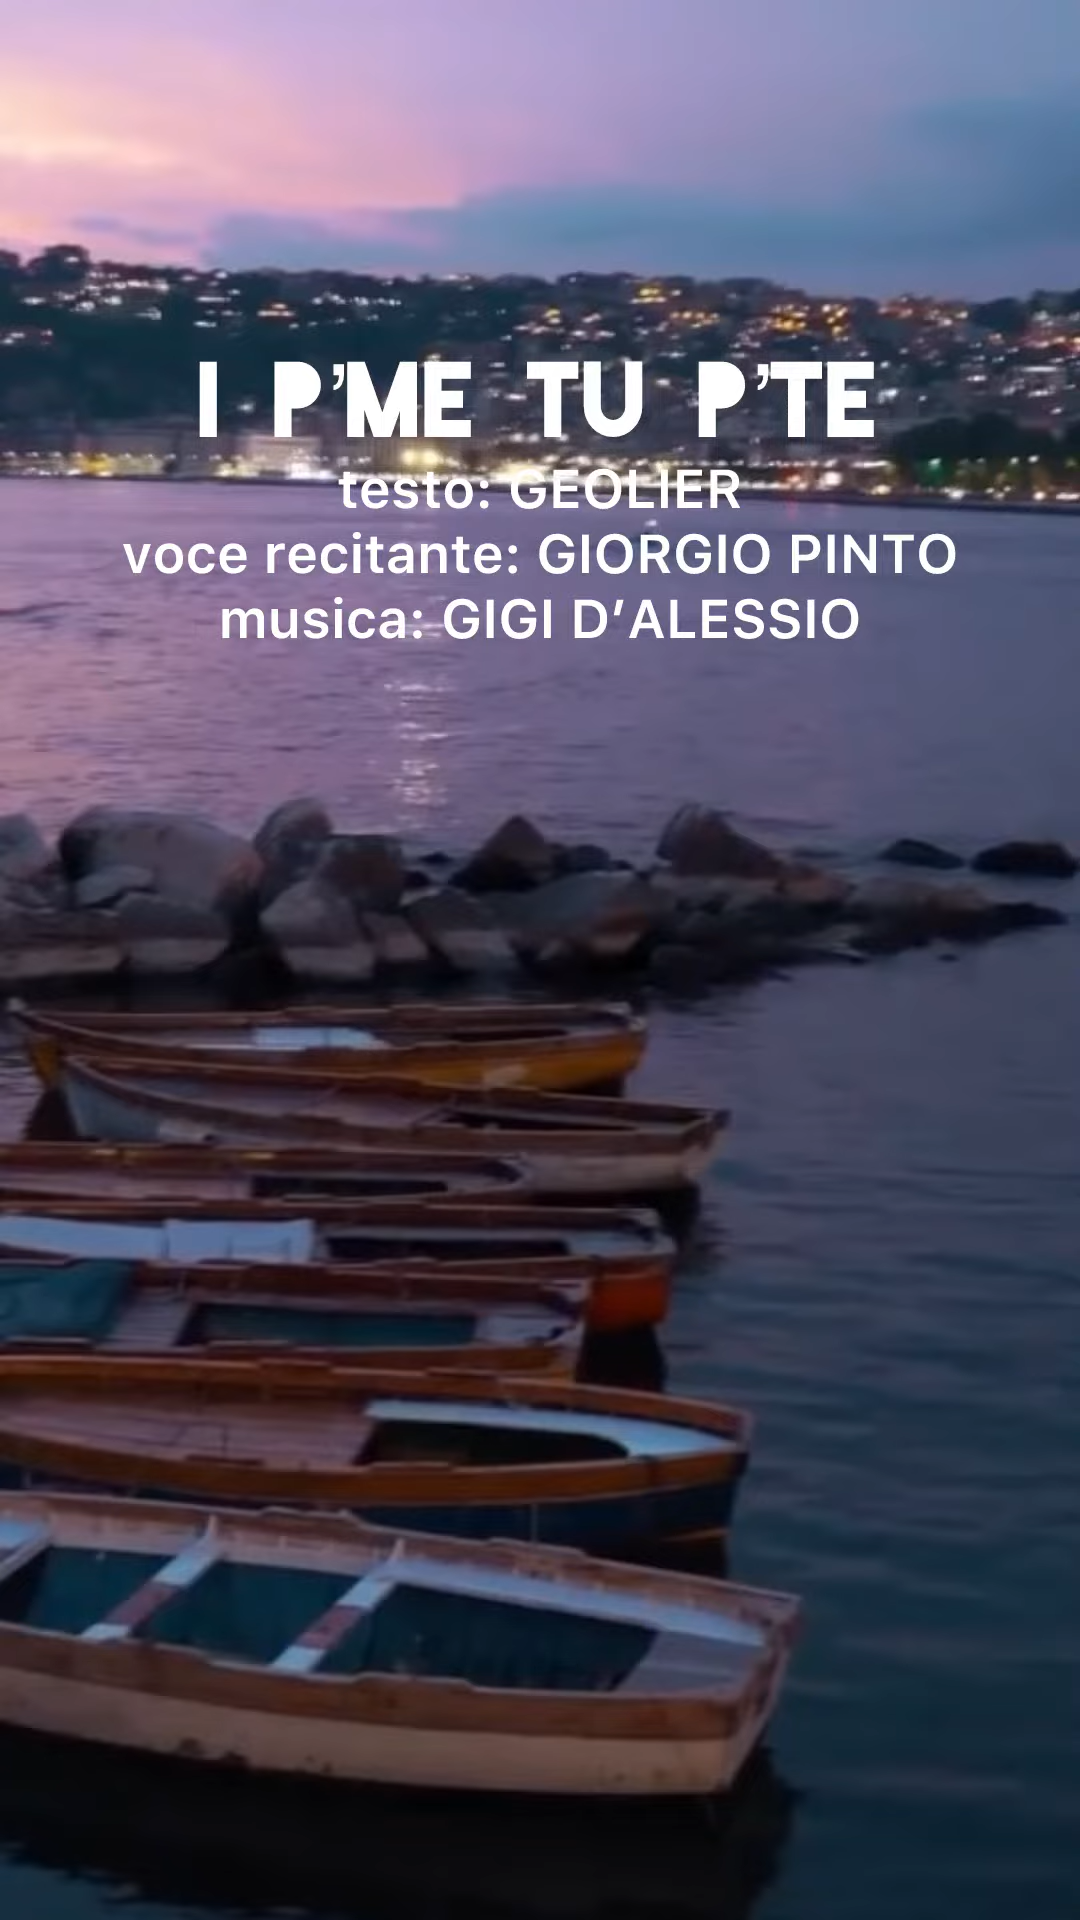 I P’ME TU P’TE
testo: GEOLIER
voce recitante: GIORGIO PINTO
musica: GIGI D’ALESSIO